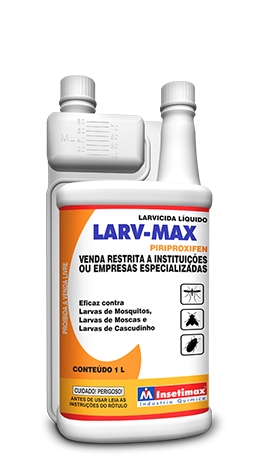 LARVICIDA LÍQUIDO
LARV-MAX
PIRIPROXIFEN
VENDA RESTRITA A INSTITUIÇÕES
OU EMPRESAS ESPECIALIZADAS
PROIBIDA A VENDA LIVRE
Eficaz contra
Larvas de Mosquitos,
Larvas de Moscas e
Larvas de Cascudinho
CONTEÚDO 1 L
CUIDADO! PERIGOSO!
ANTES DE USAR LEIA AS
INSTRUÇÕES DO RÓTULO
M Insetimax
Indústria Química